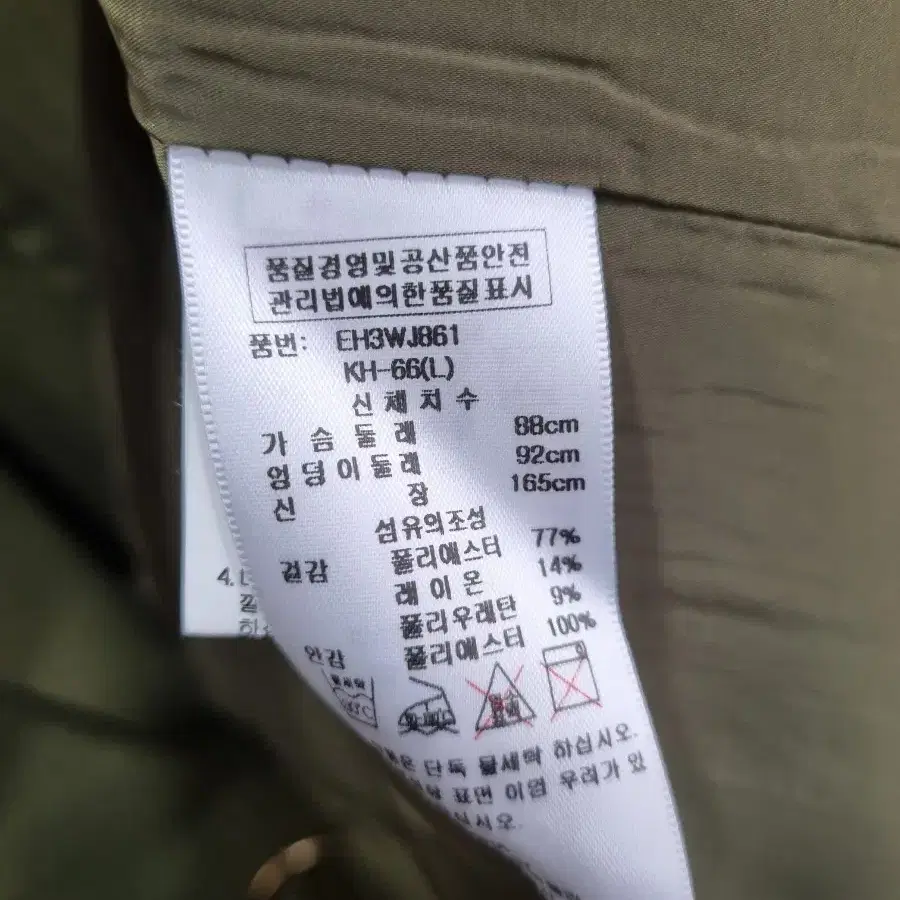 품질경영및공산품안전
관리법에의한품질표시
품번: EH3WJ861
KH-66(L)
신체치수
가슴둘레 88cm
엉덩이둘레 92cm
신장 165cm
섬유의조성
겉감 폴리에스터 77%
레이온 14%
폴리우레탄 9%
안감 폴리에스터 100%
단독 물세탁 하십시오.
표면 이염 우려가 있
십시오.
4.